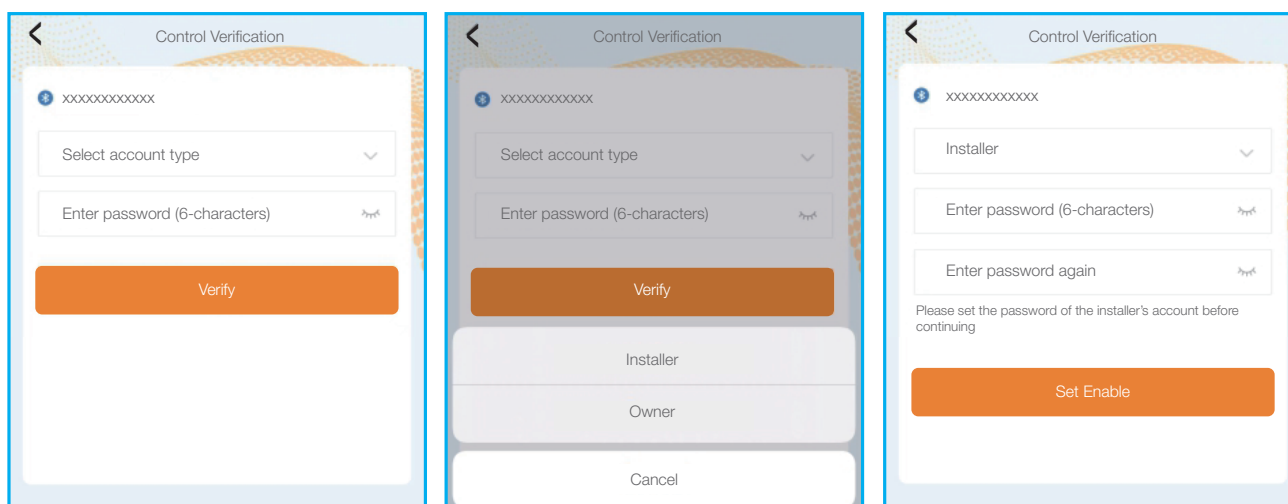 Control Verification
xxxxxxxxxxxx
Select account type
Enter password (6-characters)
Verify
Control Verification
xxxxxxxxxxxx
Select account type
Enter password (6-characters)
Verify
Installer
Owner
Cancel
Control Verification
xxxxxxxxxxxx
Installer
Enter password (6-characters)
Enter password again
Please set the password of the installer’s account before
continuing
Set Enable